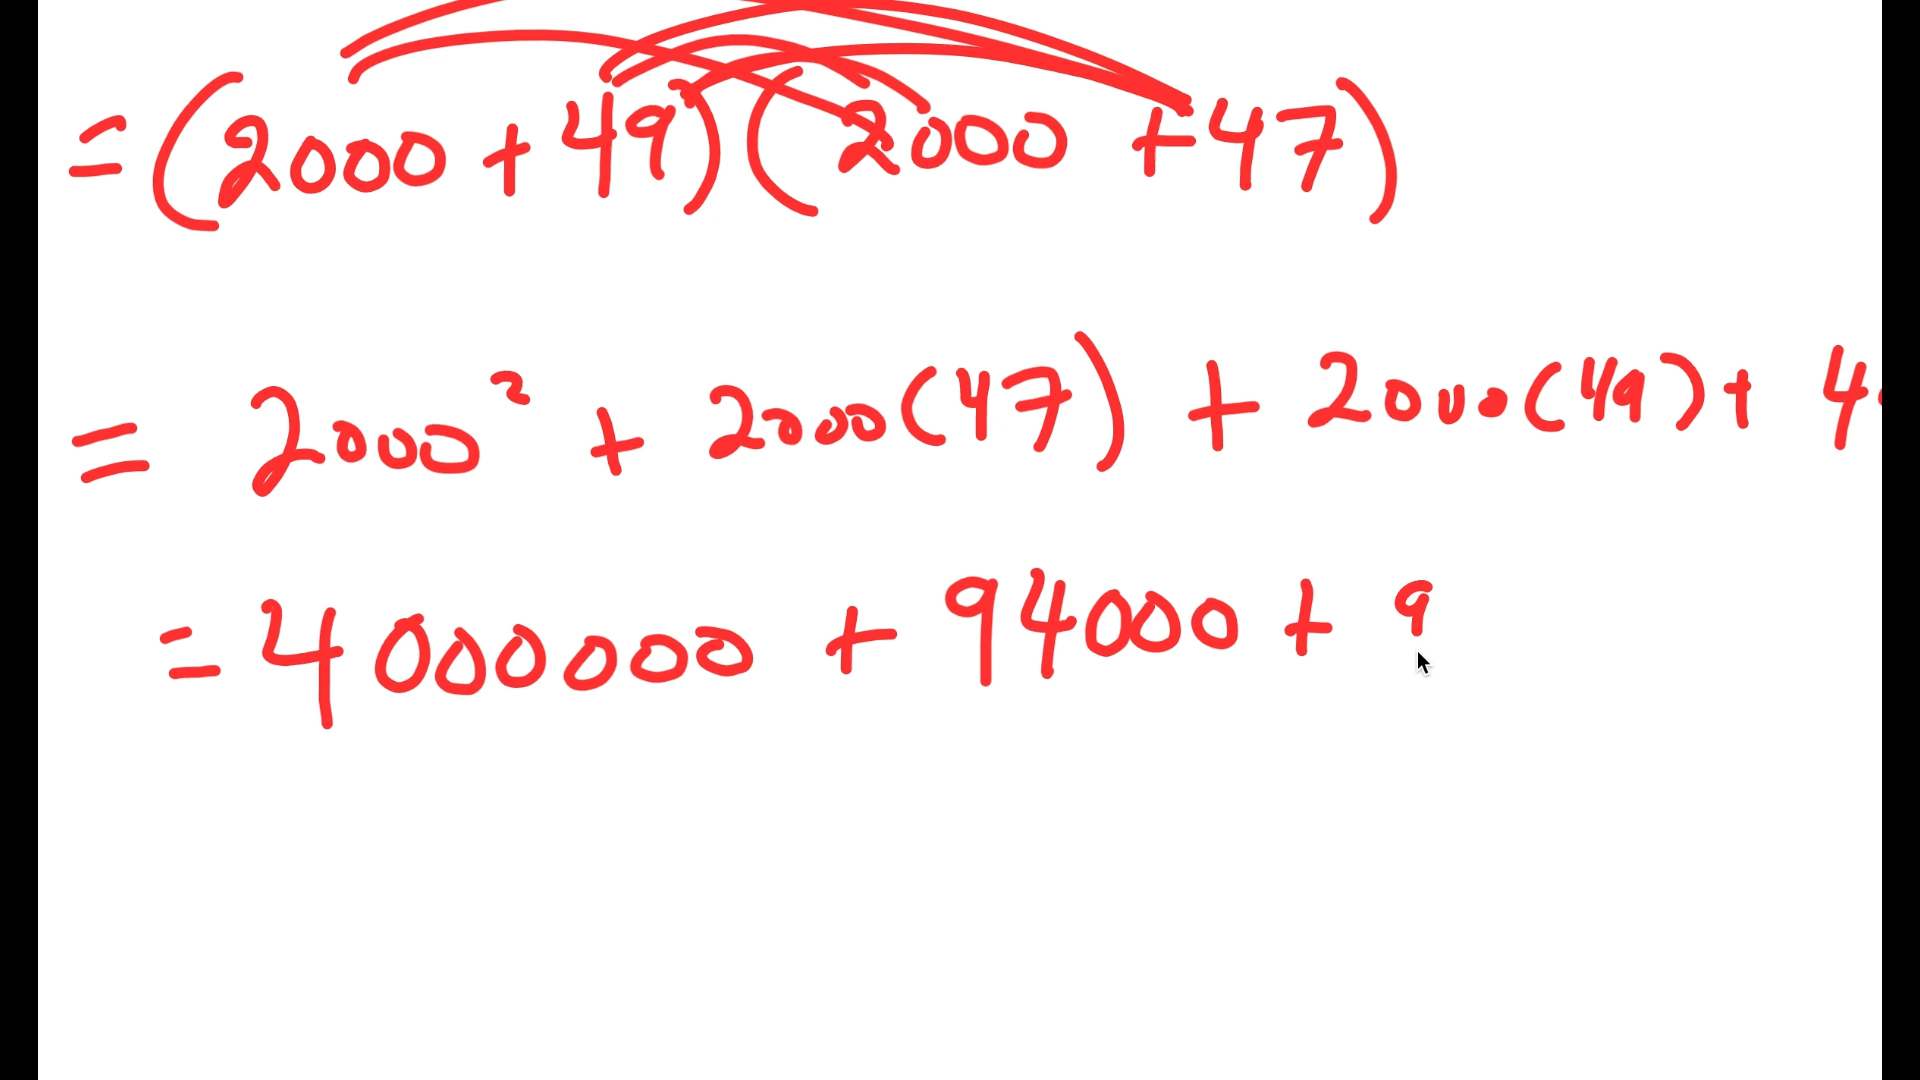 = (2000 + 49)(2000 + 47)
= 2000² + 2000(47) + 2000(49) + 4
= 4000000 + 94000 + 9